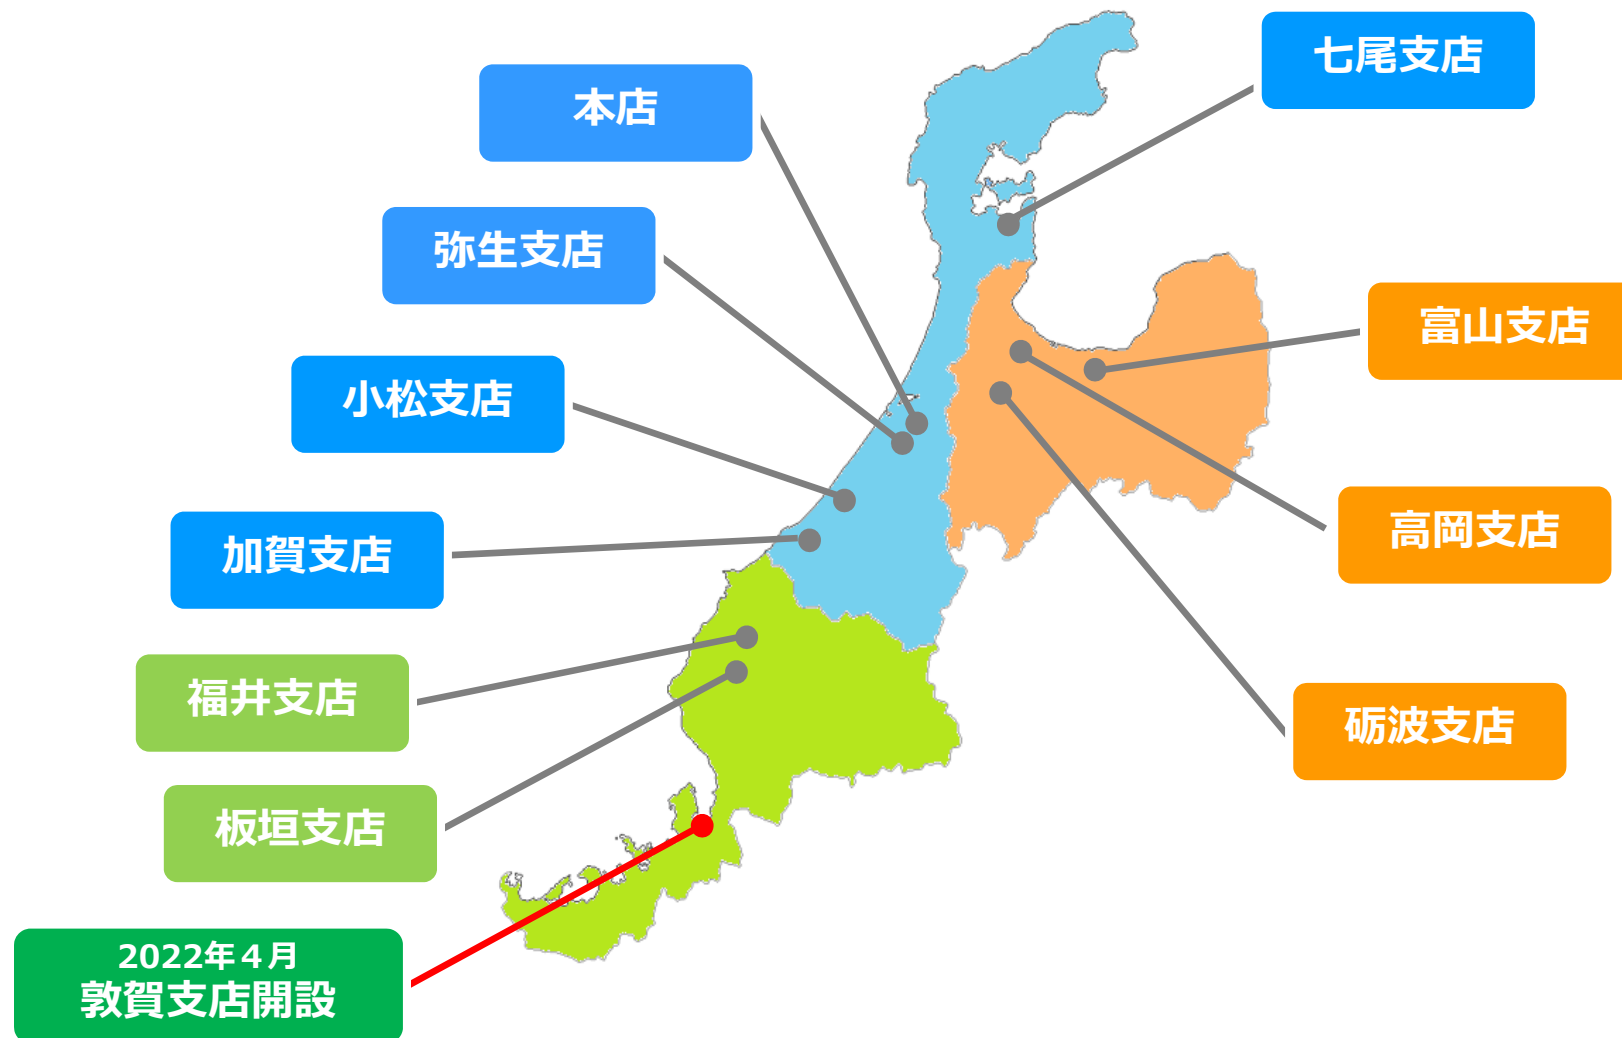 七尾支店
本店
弥生支店
富山支店
小松支店
高岡支店
加賀支店
福井支店
砺波支店
板垣支店
2022年４月
敦賀支店開設